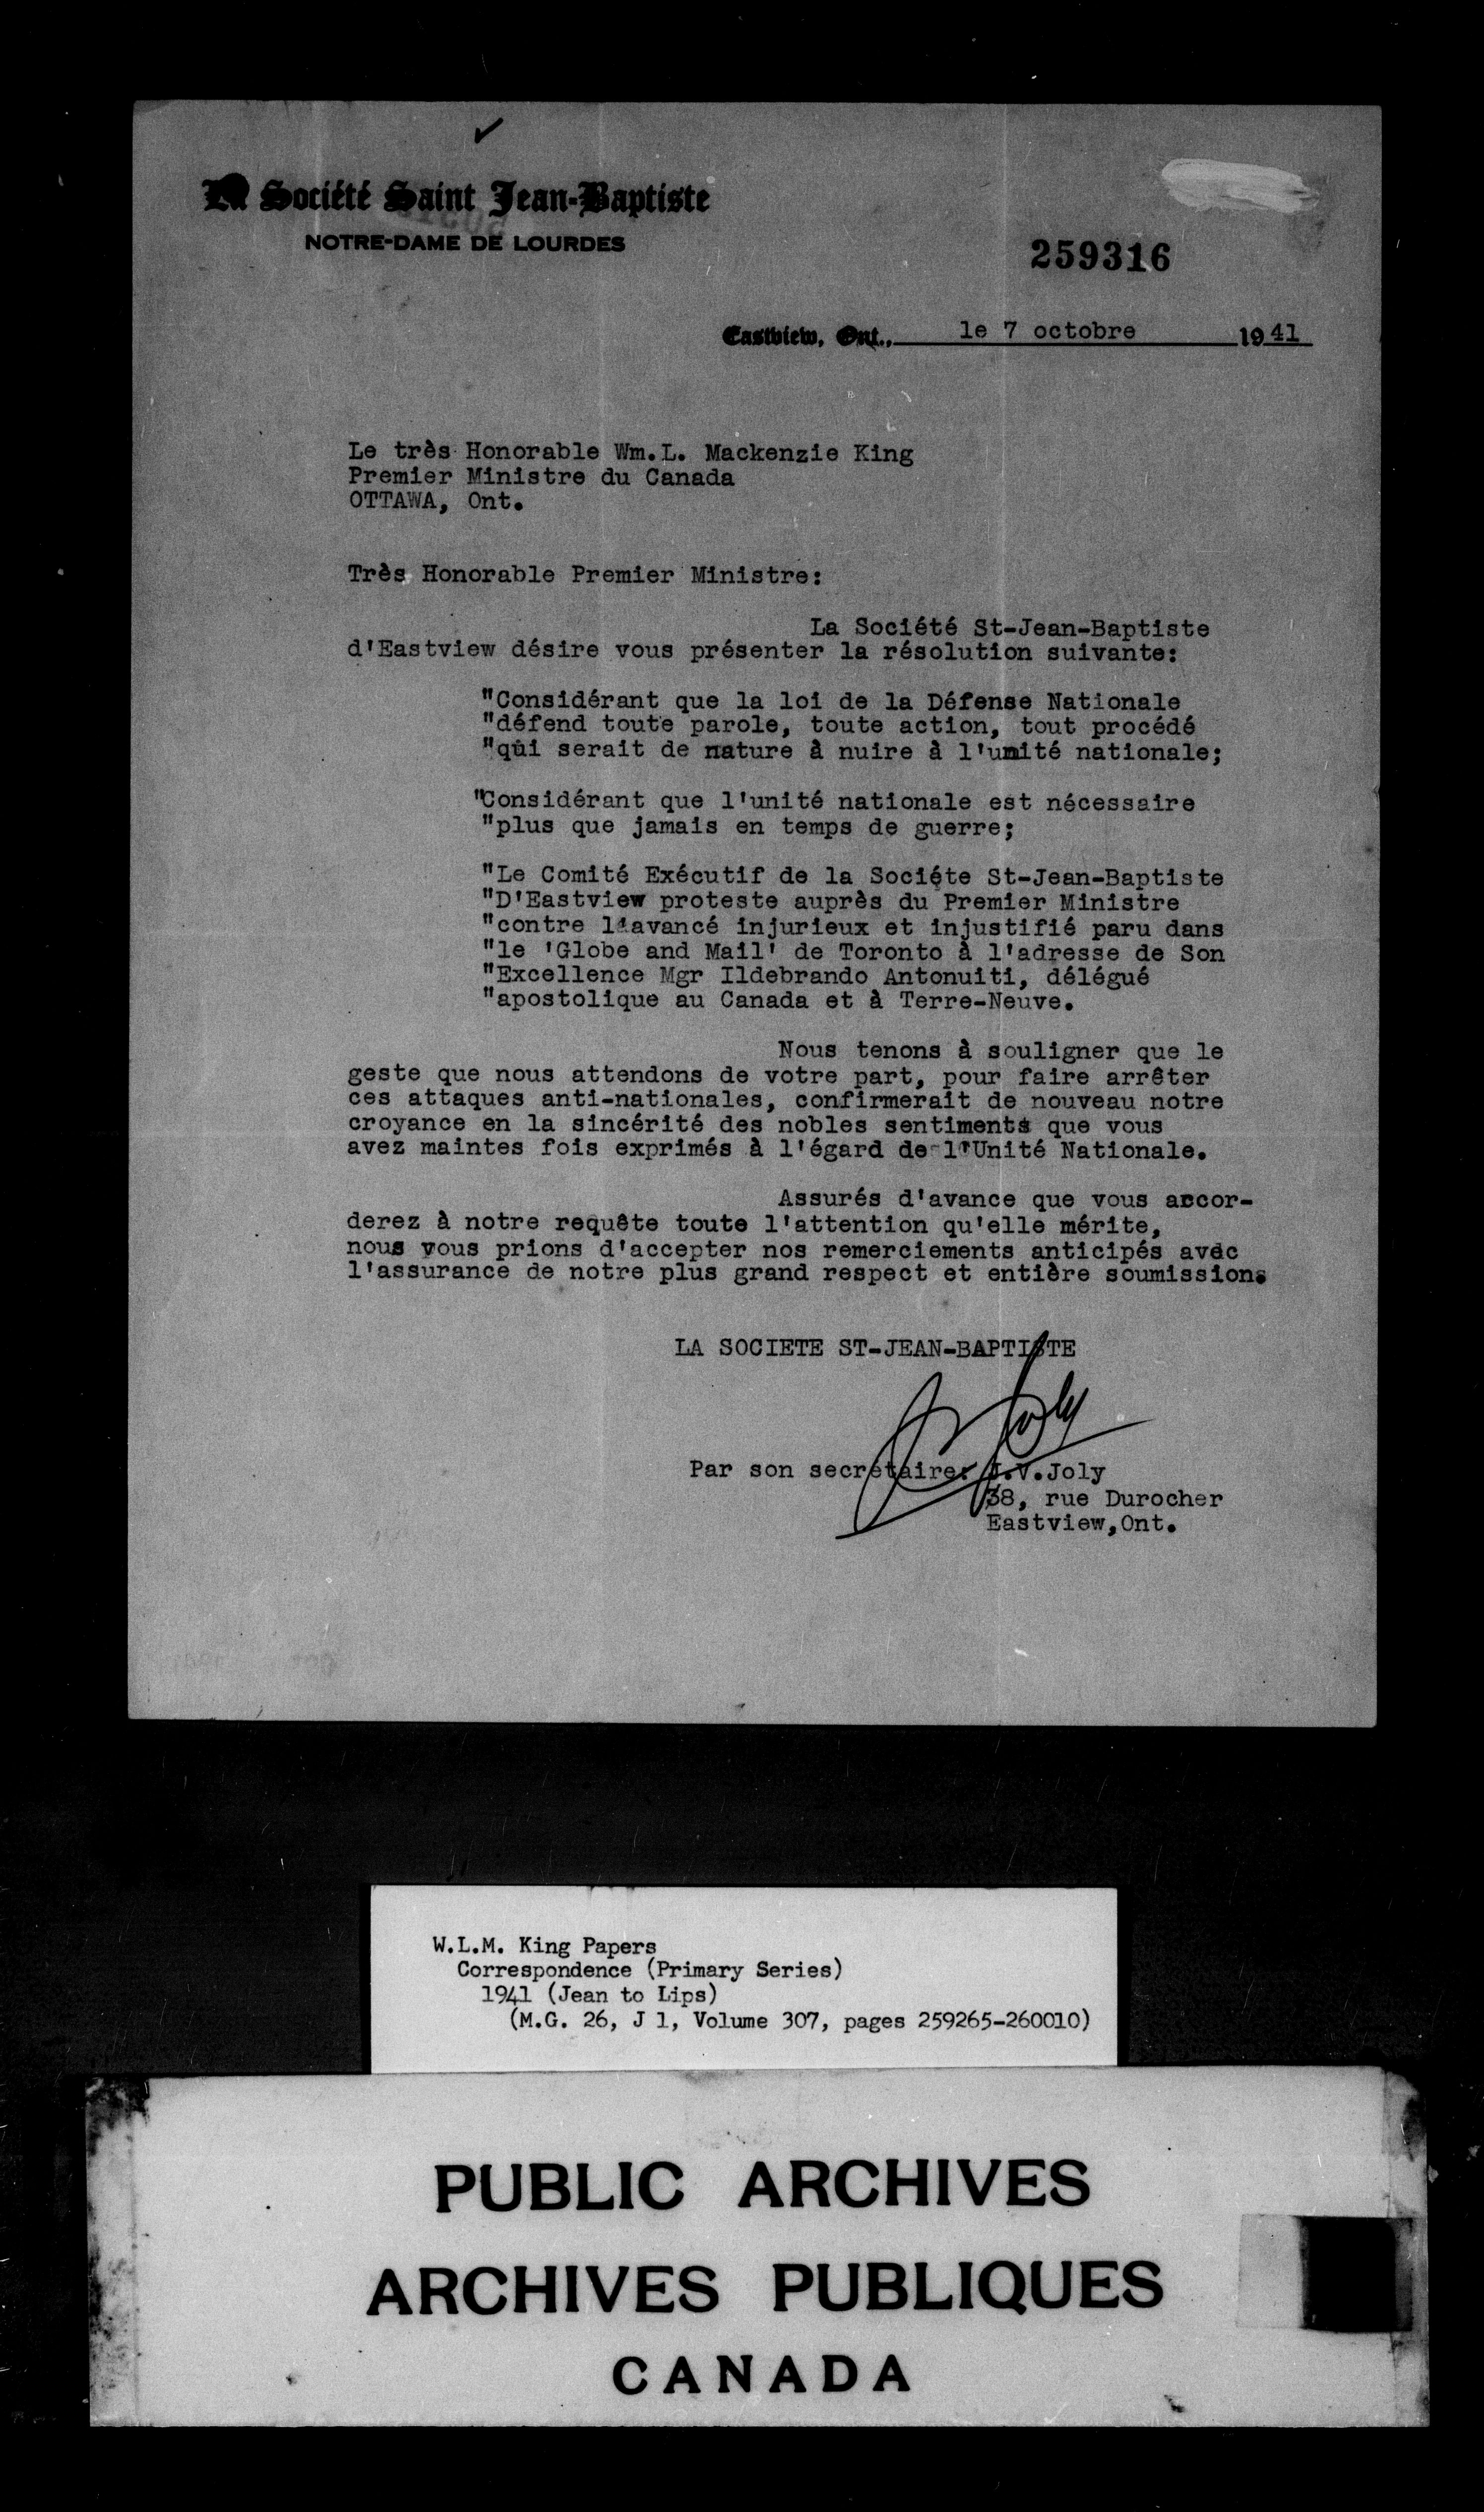 La Société Saint Jean-Baptiste
NOTRE-DAME DE LOURDES
259316
Eastview, Ont., le 7 octobre 1941
Le très Honorable Wm.L. Mackenzie King
Premier Ministre du Canada
OTTAWA, Ont.
Très Honorable Premier Ministre:
La Société St-Jean-Baptiste
d'Eastview désire vous présenter la résolution suivante:
"Considérant que la loi de la Défense Nationale
"défend toute parole, toute action, tout procédé
"qui serait de nature à nuire à l'unité nationale;
"Considérant que l'unité nationale est nécessaire
"plus que jamais en temps de guerre;
"Le Comité Exécutif de la Sociéte St-Jean-Baptiste
"D'Eastview proteste auprès du Premier Ministre
"contre l'avancé injurieux et injustifié paru dans
"le 'Globe and Mail' de Toronto à l'adresse de Son
"Excellence Mgr Ildebrando Antonuiti, délégué
"apostolique au Canada et à Terre-Neuve.
Nous tenons à souligner que le
geste que nous attendons de votre part, pour faire arrêter
ces attaques anti-nationales, confirmerait de nouveau notre
croyance en la sincérité des nobles sentiments que vous
avez maintes fois exprimés à l'égard de l'Unité Nationale.
Assurés d'avance que vous accor-
derez à notre requête toute l'attention qu'elle mérite,
nous vous prions d'accepter nos remerciements anticipés avec
l'assurance de notre plus grand respect et entière soumission.
LA SOCIETE ST-JEAN-BAPTISTE
Par son secrétaire: J.V.Joly
38, rue Durocher
Eastview,Ont.
W.L.M. King Papers
Correspondence (Primary Series)
1941 (Jean to Lips)
(M.G. 26, J 1, Volume 307, pages 259265-260010)
PUBLIC ARCHIVES
ARCHIVES PUBLIQUES
CANADA